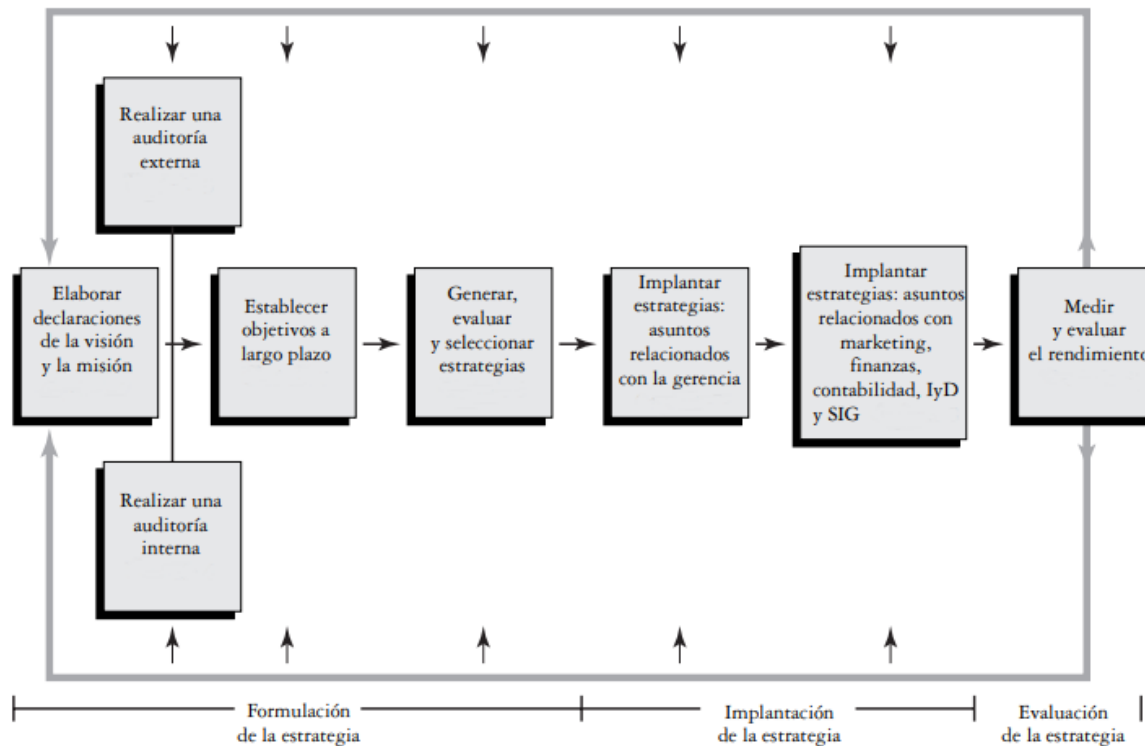 Realizar una
auditoría
externa
Elaborar
declaraciones
de la visión
y la misión
Realizar una
auditoría
interna
Establecer
objetivos a
largo plazo
Generar,
evaluar
y seleccionar
estrategias
Implantar
estrategias:
asuntos
relacionados
con la gerencia
Implantar
estrategias: asuntos
relacionados con
marketing,
finanzas,
contabilidad, IyD
y SIG
Medir
y evaluar
el rendimiento
Formulación
de la estrategia
Implantación
de la estrategia
Evaluación
de la estrategia